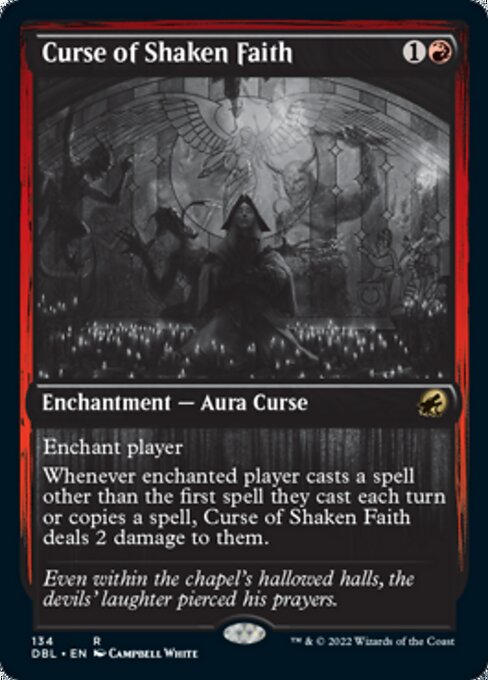 Curse of Shaken Faith 1
Enchantment — Aura Curse
Enchant player
Whenever enchanted player casts a spell
other than the first spell they cast each turn
or copies a spell, Curse of Shaken Faith
deals 2 damage to them.
Even within the chapel's hallowed halls, the
devils' laughter pierced his prayers.
134 R
DBL • EN Campbell White
™ & © 2022 Wizards of the Coast